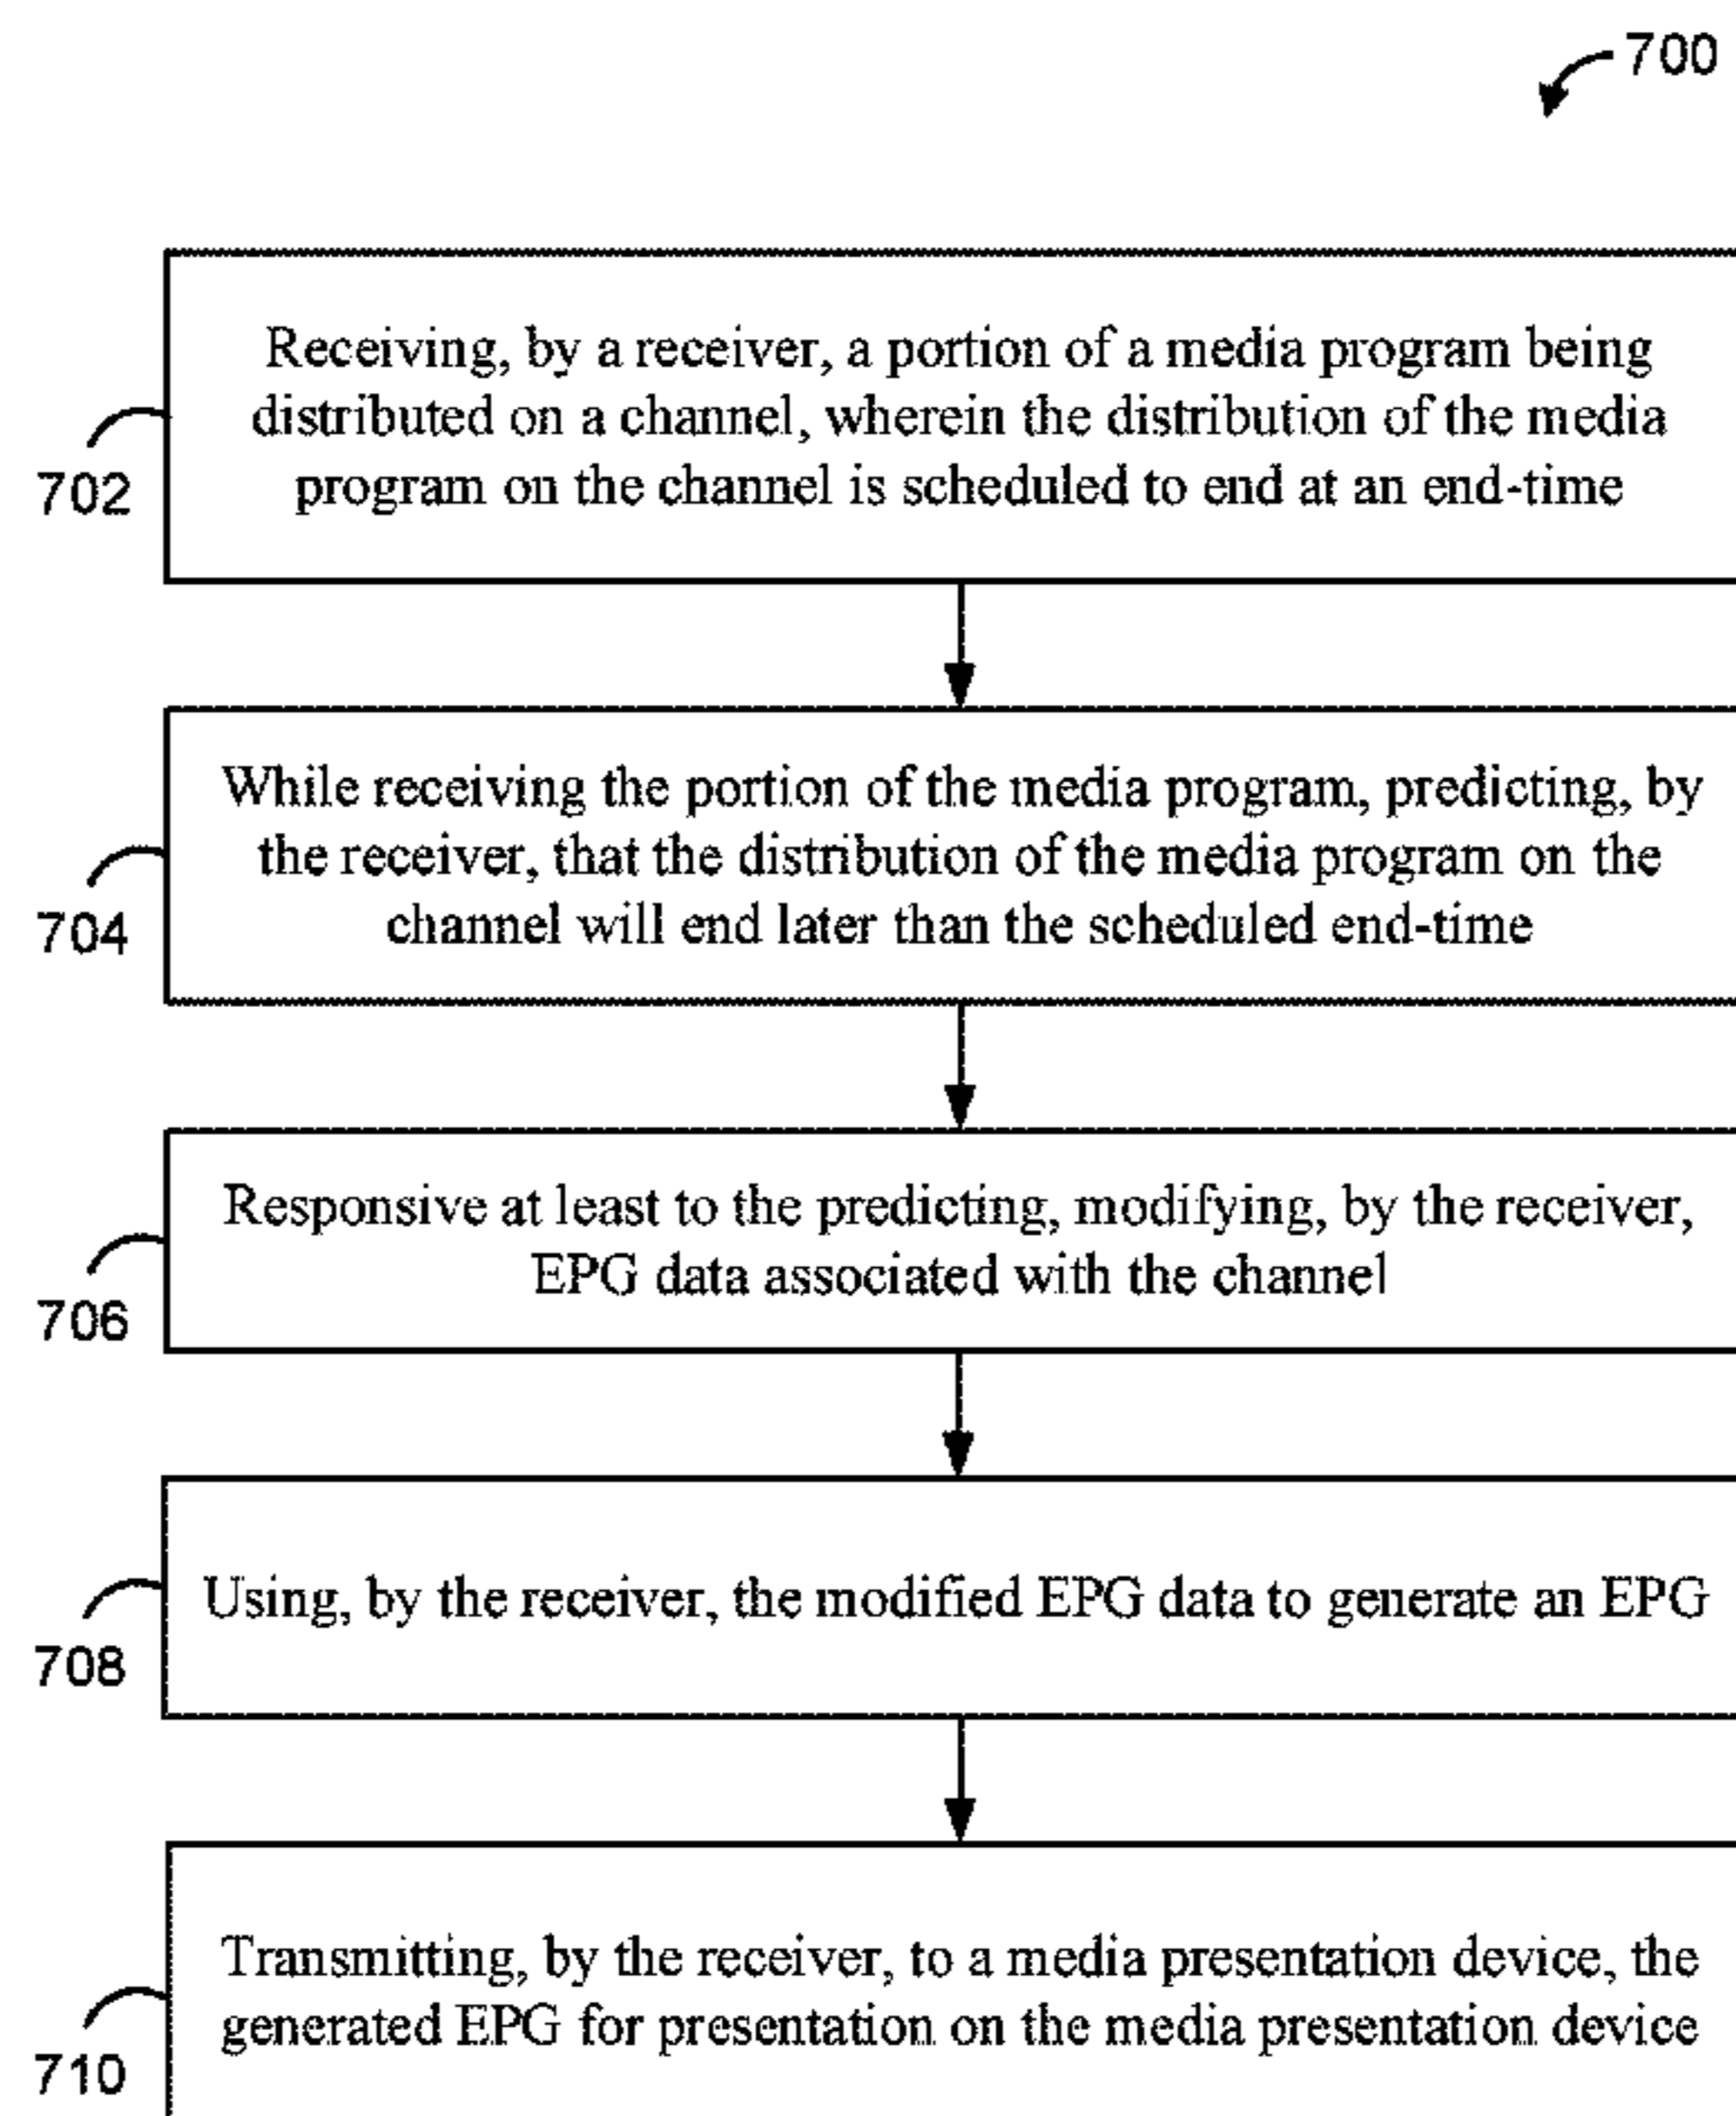 700
Receiving, by a receiver, a portion of a media program being
distributed on a channel, wherein the distribution of the media
program on the channel is scheduled to end at an end-time
702
While receiving the portion of the media program, predicting, by
the receiver, that the distribution of the media program on the
channel will end later than the scheduled end-time
704
Responsive at least to the predicting, modifying, by the receiver,
EPG data associated with the channel
706
Using, by the receiver, the modified EPG data to generate an EPG
708
Transmitting, by the receiver, to a media presentation device, the
generated EPG for presentation on the media presentation device
710